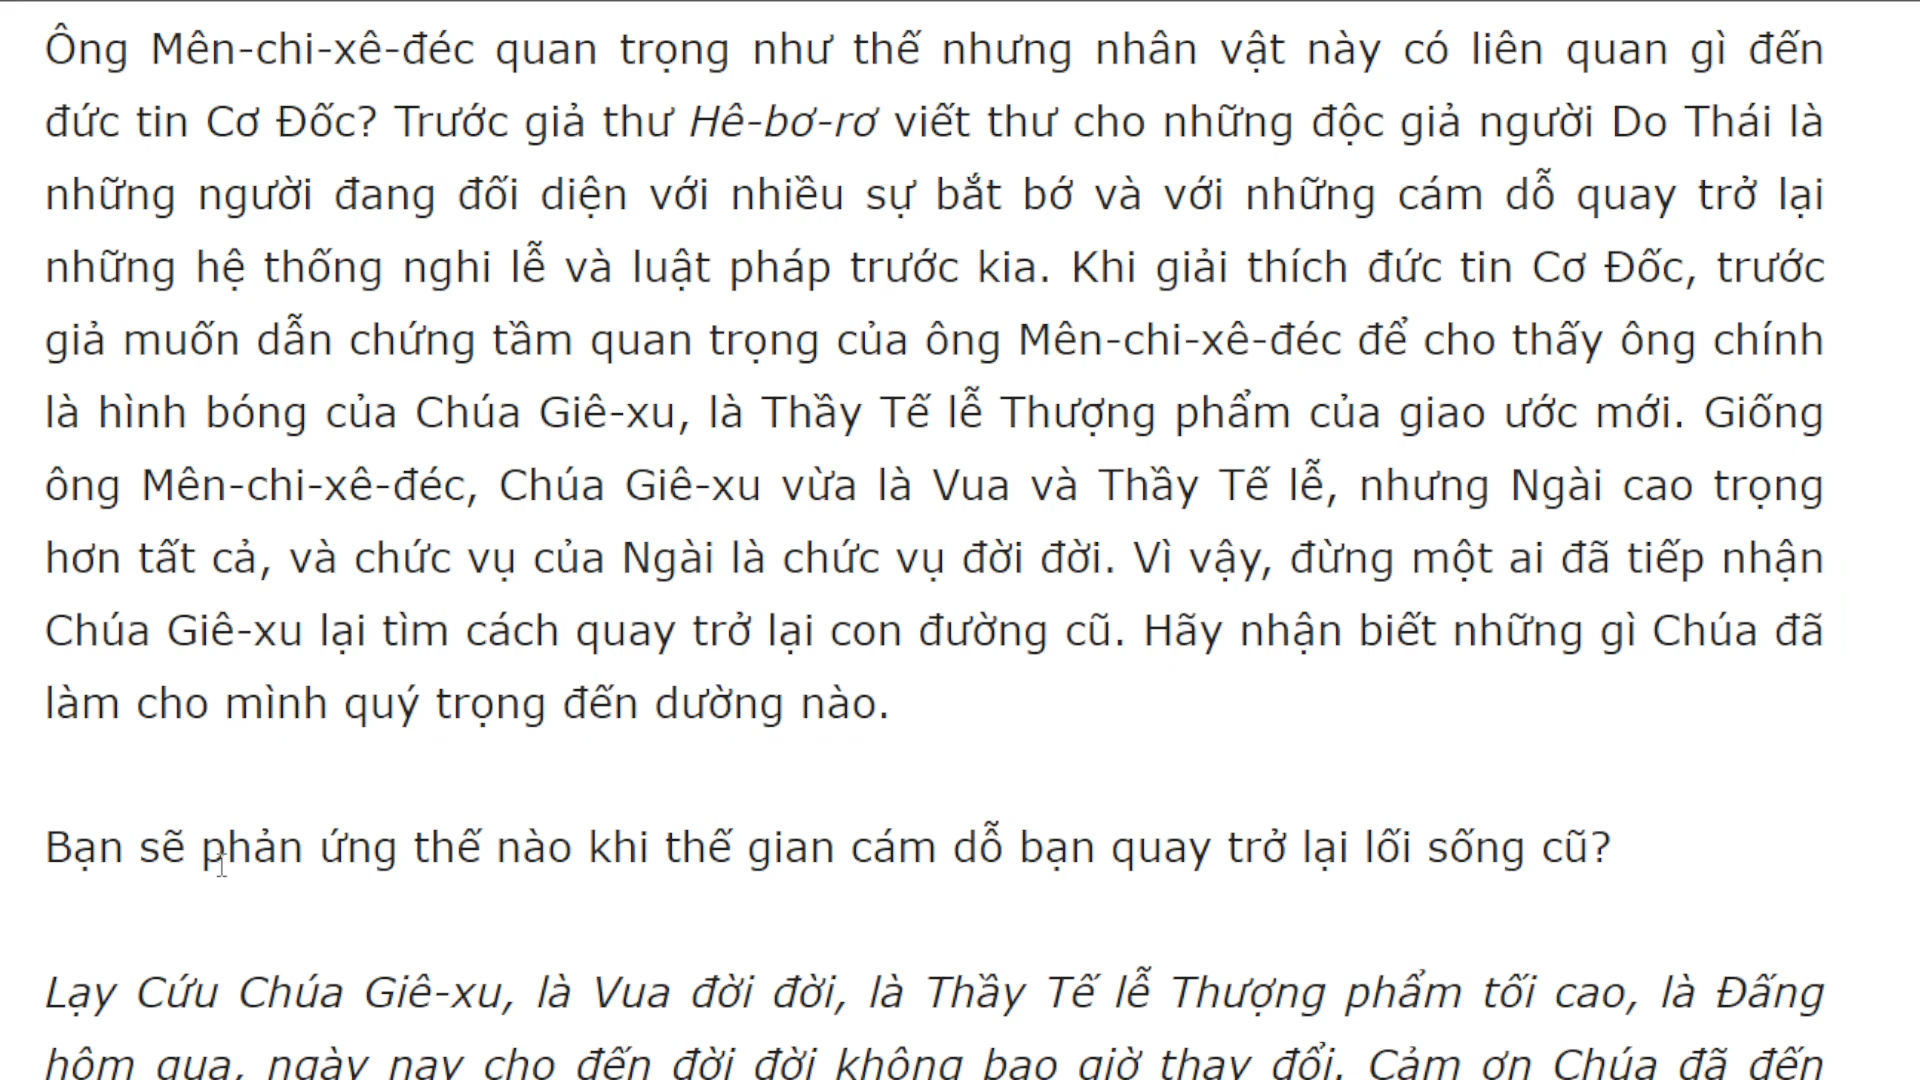 Ông Mên-chi-xê-đéc quan trọng như thế nhưng nhân vật này có liên quan gì đến
đức tin Cơ Đốc? Trước giả thư Hê-bơ-rơ viết thư cho những độc giả người Do Thái là
những người đang đối diện với nhiều sự bắt bớ và với những cám dỗ quay trở lại
những hệ thống nghi lễ và luật pháp trước kia. Khi giải thích đức tin Cơ Đốc, trước
giả muốn dẫn chứng tầm quan trọng của ông Mên-chi-xê-đéc để cho thấy ông chính
là hình bóng của Chúa Giê-xu, là Thầy Tế lễ Thượng phẩm của giao ước mới. Giống
ông Mên-chi-xê-đéc, Chúa Giê-xu vừa là Vua và Thầy Tế lễ, nhưng Ngài cao trọng
hơn tất cả, và chức vụ của Ngài là chức vụ đời đời. Vì vậy, đừng một ai đã tiếp nhận
Chúa Giê-xu lại tìm cách quay trở lại con đường cũ. Hãy nhận biết những gì Chúa đã
làm cho mình quý trọng đến dường nào.
Bạn sẽ phản ứng thế nào khi thế gian cám dỗ bạn quay trở lại lối sống cũ?
Lạy Cứu Chúa Giê-xu, là Vua đời đời, là Thầy Tế lễ Thượng phẩm tối cao, là Đấng
hôm qua, ngày nay cho đến đời đời không bao giờ thay đổi. Cảm ơn Chúa đã đến